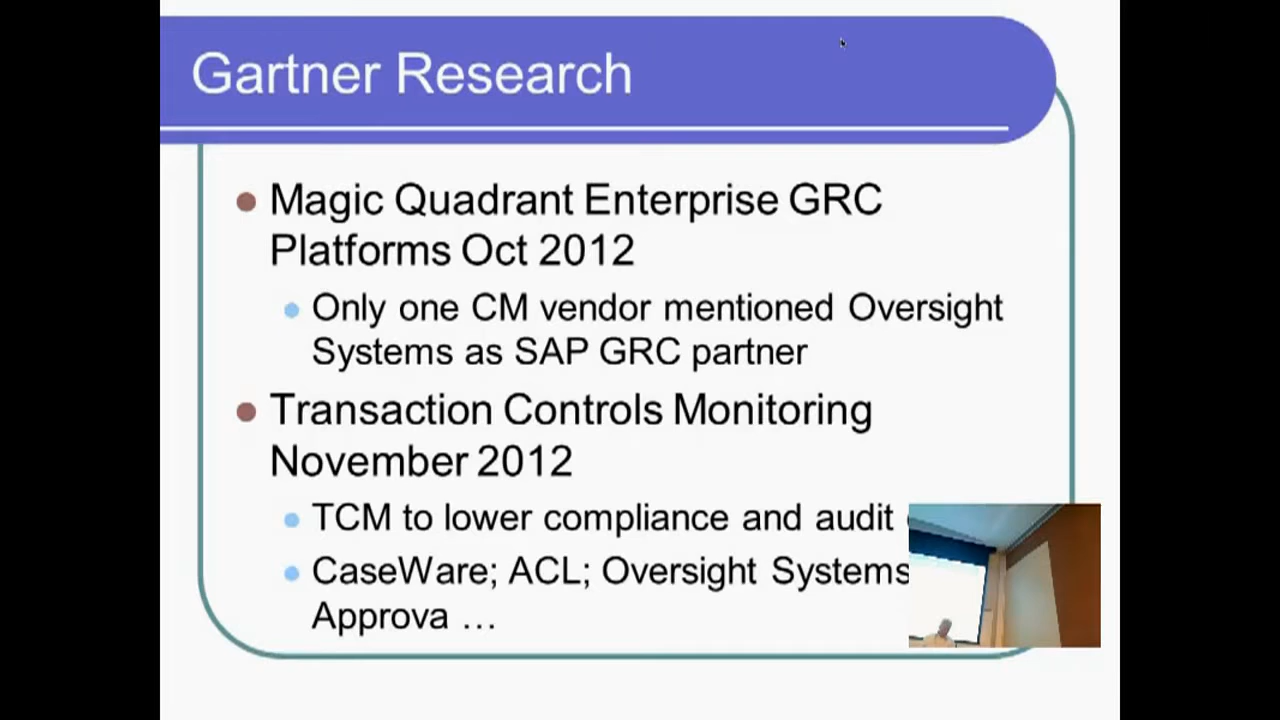 Gartner Research
Magic Quadrant Enterprise GRC
Platforms Oct 2012
Only one CM vendor mentioned Oversight
Systems as SAP GRC partner
Transaction Controls Monitoring
November 2012
TCM to lower compliance and audit
CaseWare; ACL; Oversight Systems
Approva …